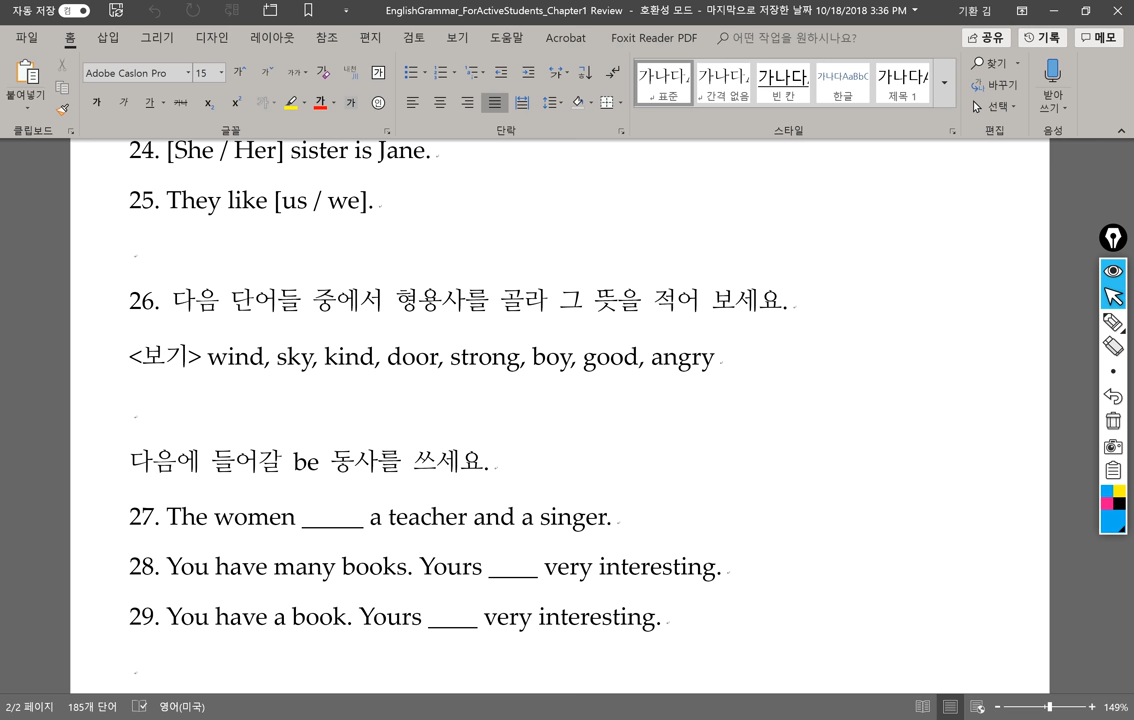 자동 저장 EnglishGrammar_ForActiveStudents_Chapter1 Review - 호환성 모드 - 마지막으로 저장한 날짜 10/18/2018 3:36 PM 기환 김
파일 홈 삽입 그리기 디자인 레이아웃 참조 편지 검토 보기 도움말 Acrobat Foxit Reader PDF 어떤 작업을 원하시나요? 공유 기록 메모
붙여넣기 Adobe Caslon Pro 15 찾기
바꾸기
선택
받아쓰기
표준 간격 없음 빈 칸 한글 제목 1
클립보드 글꼴 단락 스타일 편집 음성
24. [She / Her] sister is Jane.
25. They like [us / we].
26. 다음 단어들 중에서 형용사를 골라 그 뜻을 적어 보세요.
<보기> wind, sky, kind, door, strong, boy, good, angry
다음에 들어갈 be 동사를 쓰세요.
27. The women _____ a teacher and a singer.
28. You have many books. Yours ____ very interesting.
29. You have a book. Yours ____ very interesting.
2/2 페이지 185개 단어 영어(미국) 149%